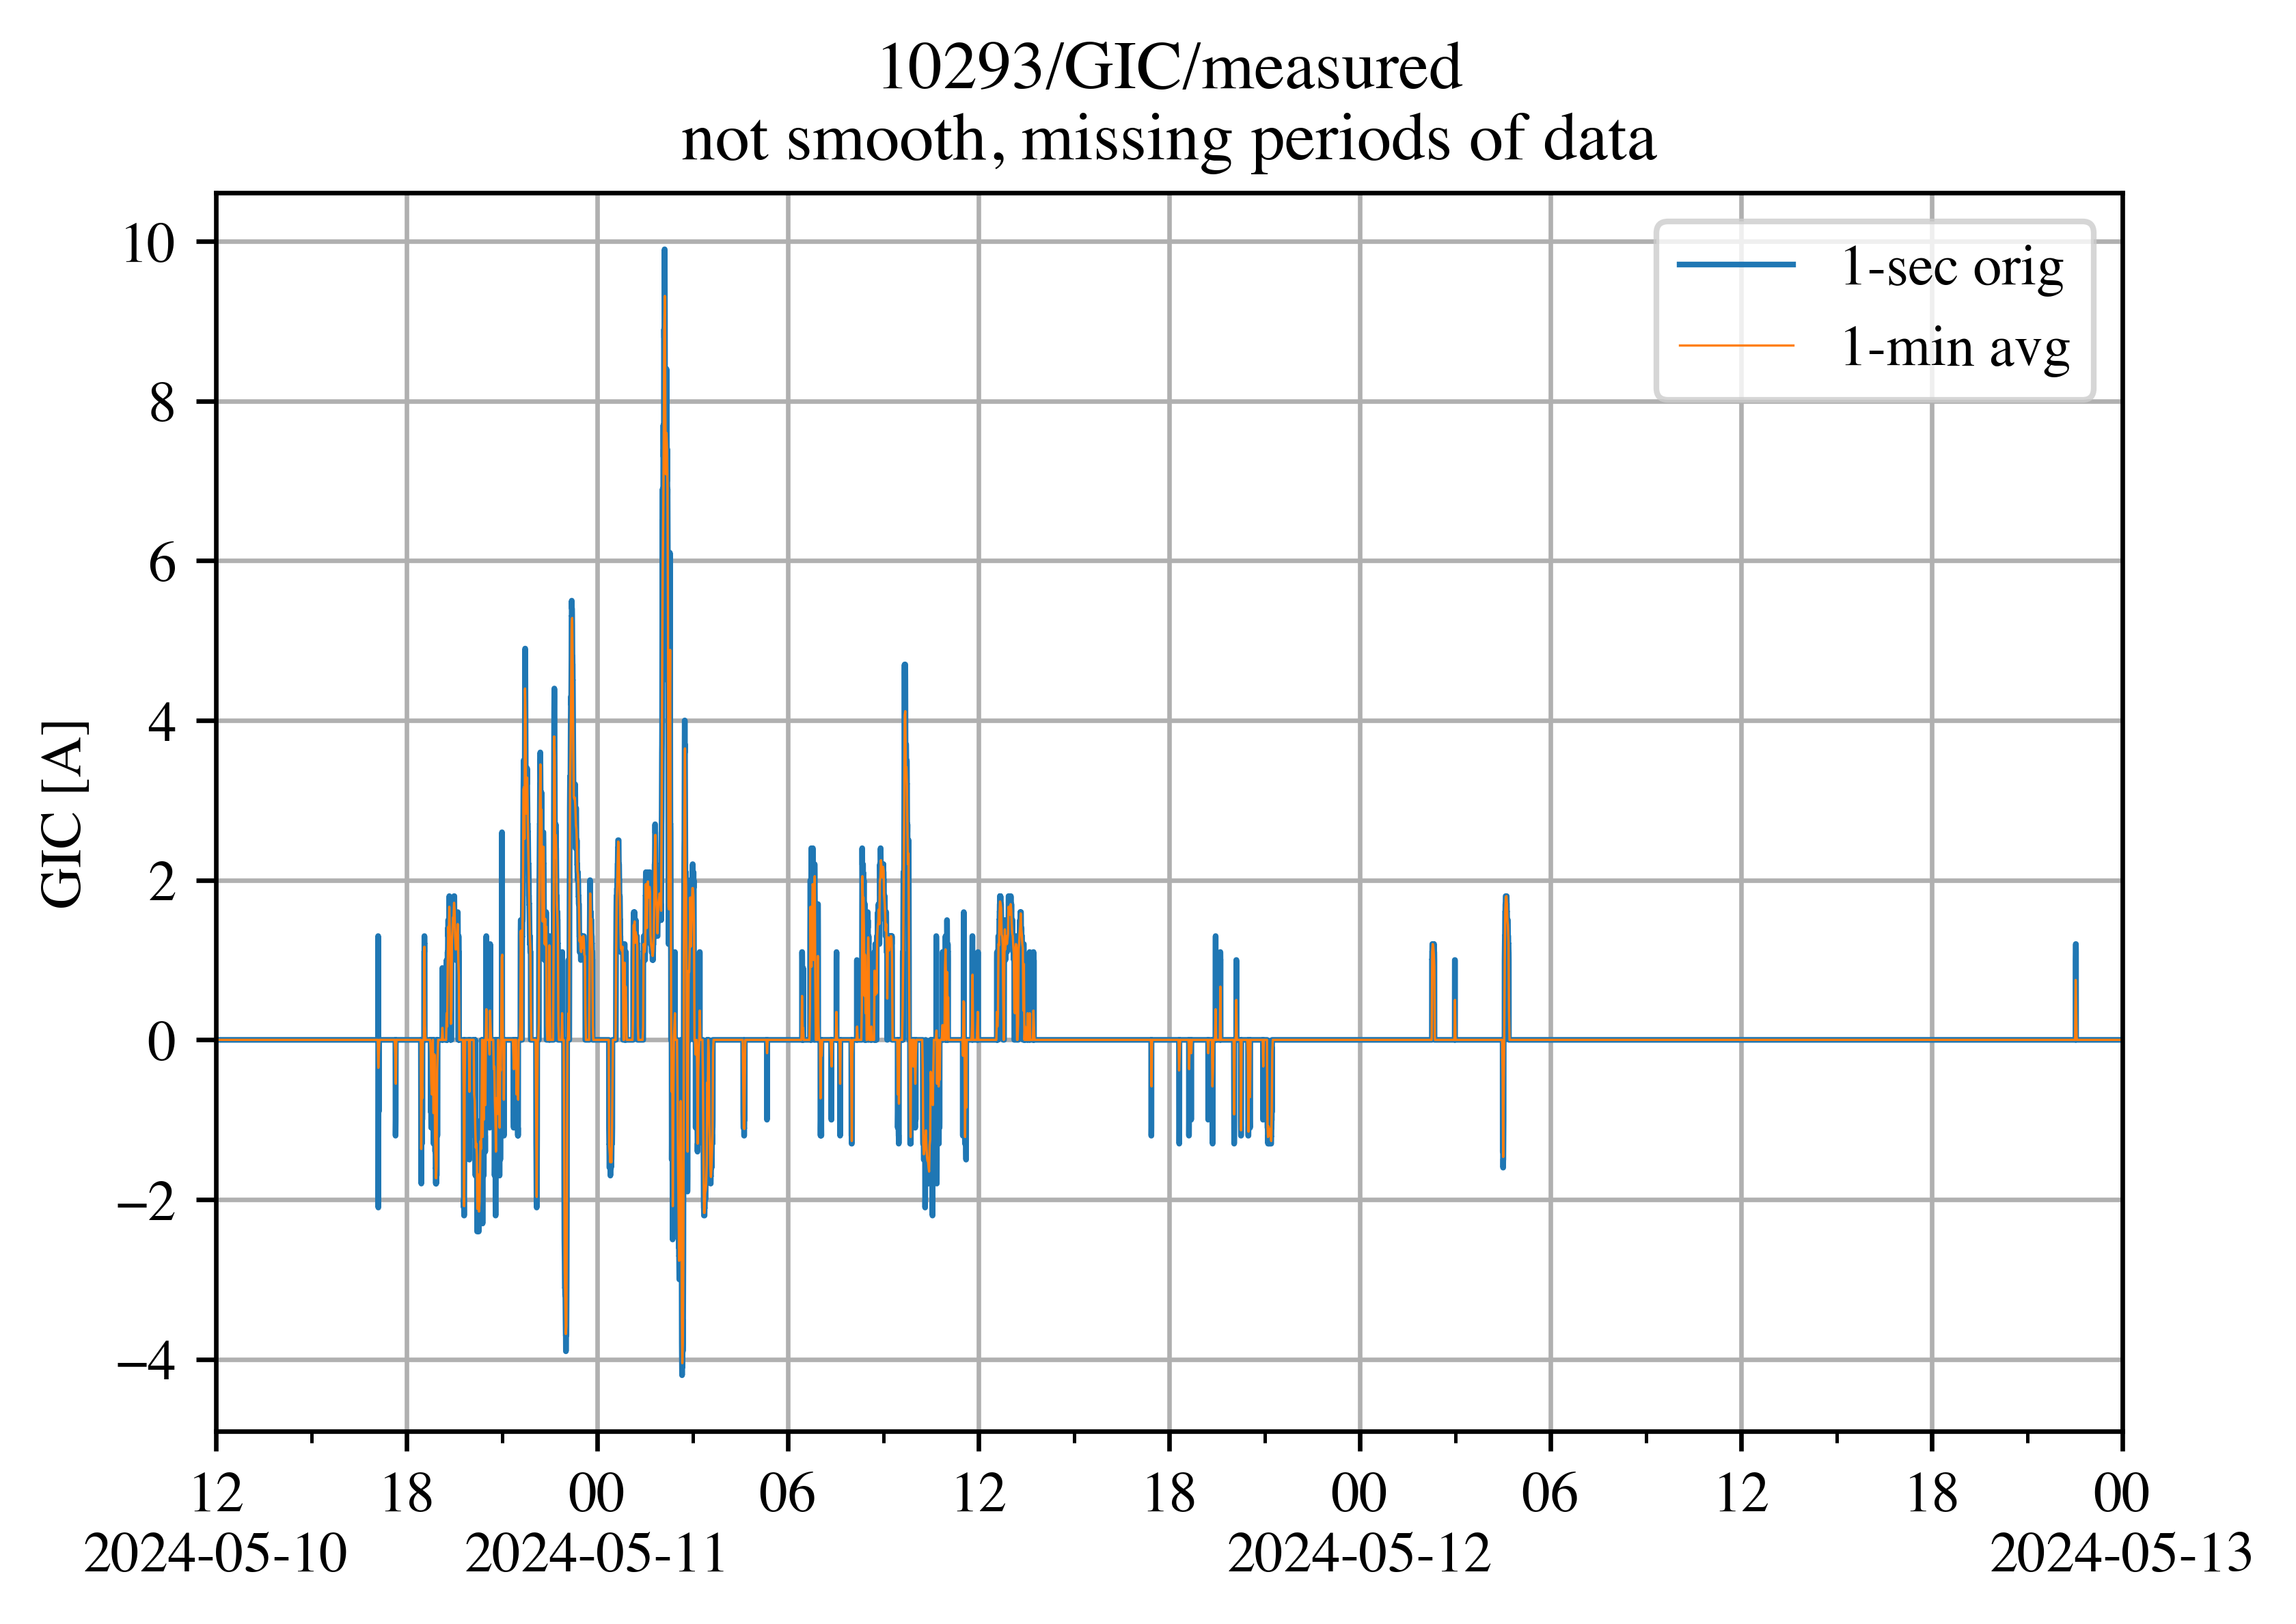 10293/GIC/measured
not smooth, missing periods of data
1-sec orig
1-min avg
GIC [A]
10
8
6
4
2
0
−2
−4
12 18 00 06 12 18 00 06 12 18 00
2024-05-10 2024-05-11 2024-05-12 2024-05-13